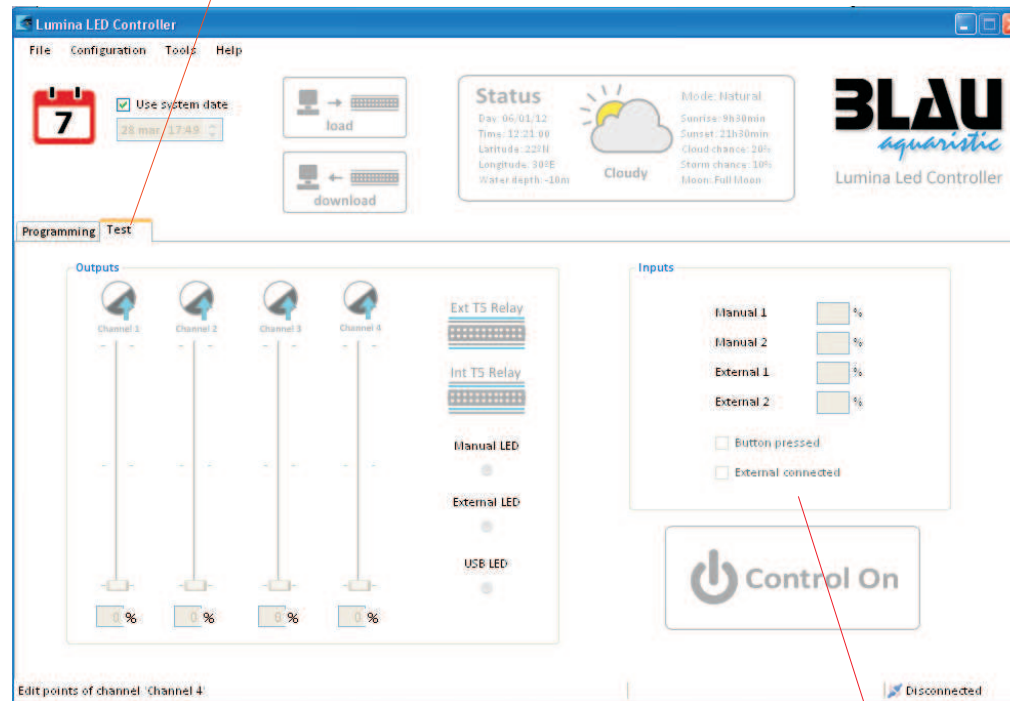 Lumina LED Controller
File Configuration Tools Help
7
Use system date
28 mar 17:49
load
download
Status
Day: 06/01/12
Time: 12:21:00
Latitude: 22ºN
Longitude: 30ºE
Water depth: -10m
Cloudy
Mode: Natural
Sunrise: 9h30min
Sunset: 21h30min
Cloud chance: 20%
Storm chance: 10%
Moon: Full Moon
BLAU
aquaristic
Lumina Led Controller
Programming Test
Outputs
Channel 1 Channel 2 Channel 3 Channel 4
0 % 0 % 0 % 0 %
Ext T5 Relay
Int T5 Relay
Manual LED
External LED
USB LED
Inputs
Manual 1 %
Manual 2 %
External 1 %
External 2 %
Button pressed
External connected
Control On
Edit points of channel 'Channel 4'
Disconnected